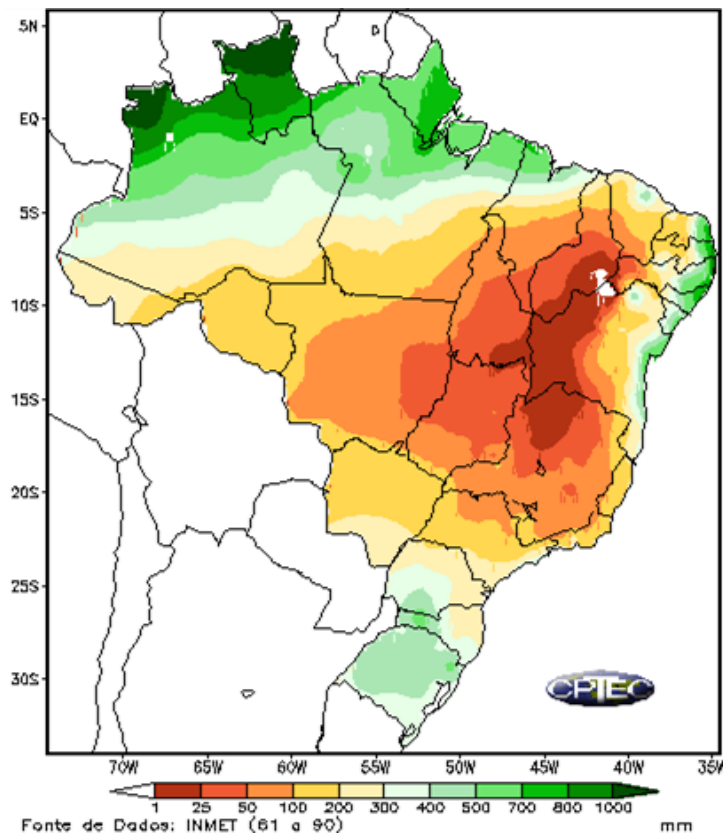 5N
EQ
5S
10S
15S
20S
25S
30S
70W 65W 60W 55W 50W 45W 40W 35W
CPTEC
1 25 50 100 200 300 400 500 700 800 1000
Fonte de Dados: INMET (61 a 90) mm